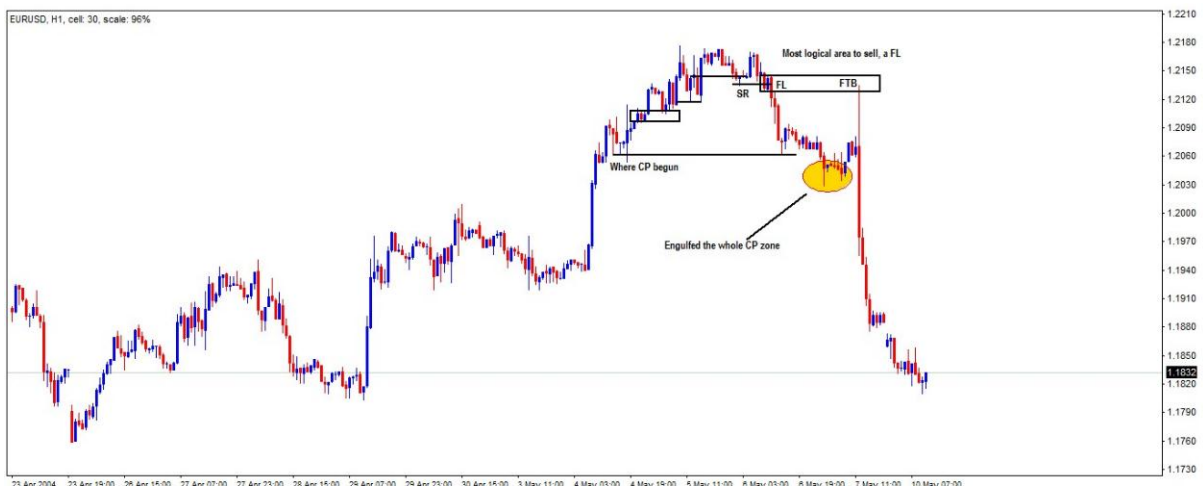 EURUSD, H1, cell: 30, scale: 96%
Most logical area to sell, a FL
FTB
FL
SR
Where CP begun
Engulfed the whole CP zone
1.2210
1.2180
1.2150
1.2120
1.2090
1.2060
1.2030
1.2000
1.1970
1.1940
1.1910
1.1880
1.1850
1.1832
1.1820
1.1790
1.1760
1.1730
23 Apr 2004 23 Apr 19:00 26 Apr 15:00 27 Apr 07:00 27 Apr 23:00 28 Apr 15:00 29 Apr 07:00 29 Apr 23:00 30 Apr 15:00 3 May 11:00 4 May 03:00 4 May 19:00 5 May 11:00 6 May 03:00 6 May 19:00 7 May 11:00 10 May 07:00